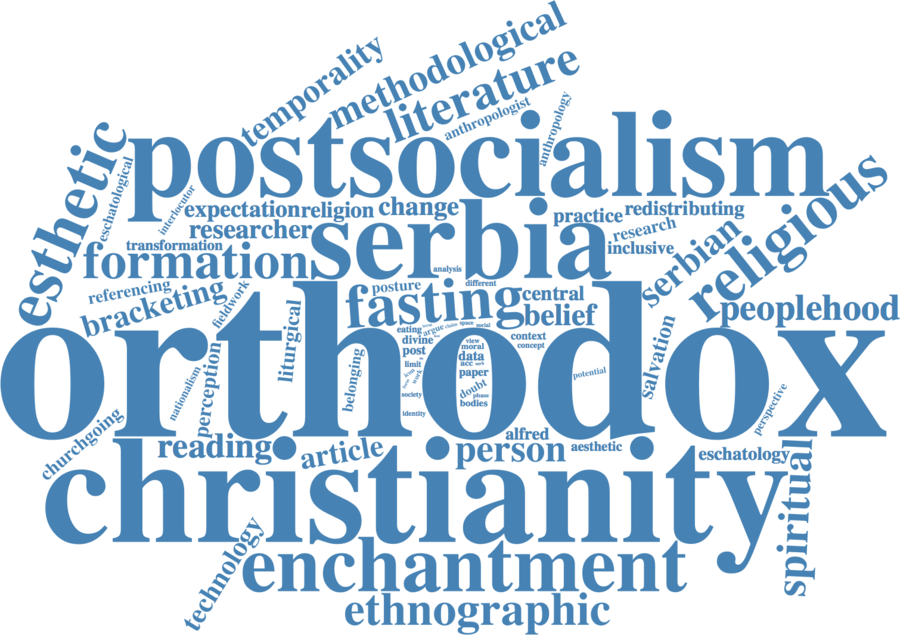 methodological
temporality
literature
anthropologist
anthropology
postsocialism
esthetic
eschatological
interlocutor
religious
expectation
religion
change
practice
redistributing
researcher
serbia
research
serbian
transformation
inclusive
formation
analysis
referencing
bracketing
fieldwork
posture
different
fasting
central
peoplehood
belief
orthodox
liturgical
eating
argue
claim
space
social
divine
context
post
view
moral
concept
data
limit
acc
work
paper
potential
salvation
perception
nationalism
belonging
doubt
society
phase
bodies
identity
perspective
churchgoing
reading
article
alfred
person
aesthetic
eschatology
christianity
spiritual
enchantment
technology
ethnographic